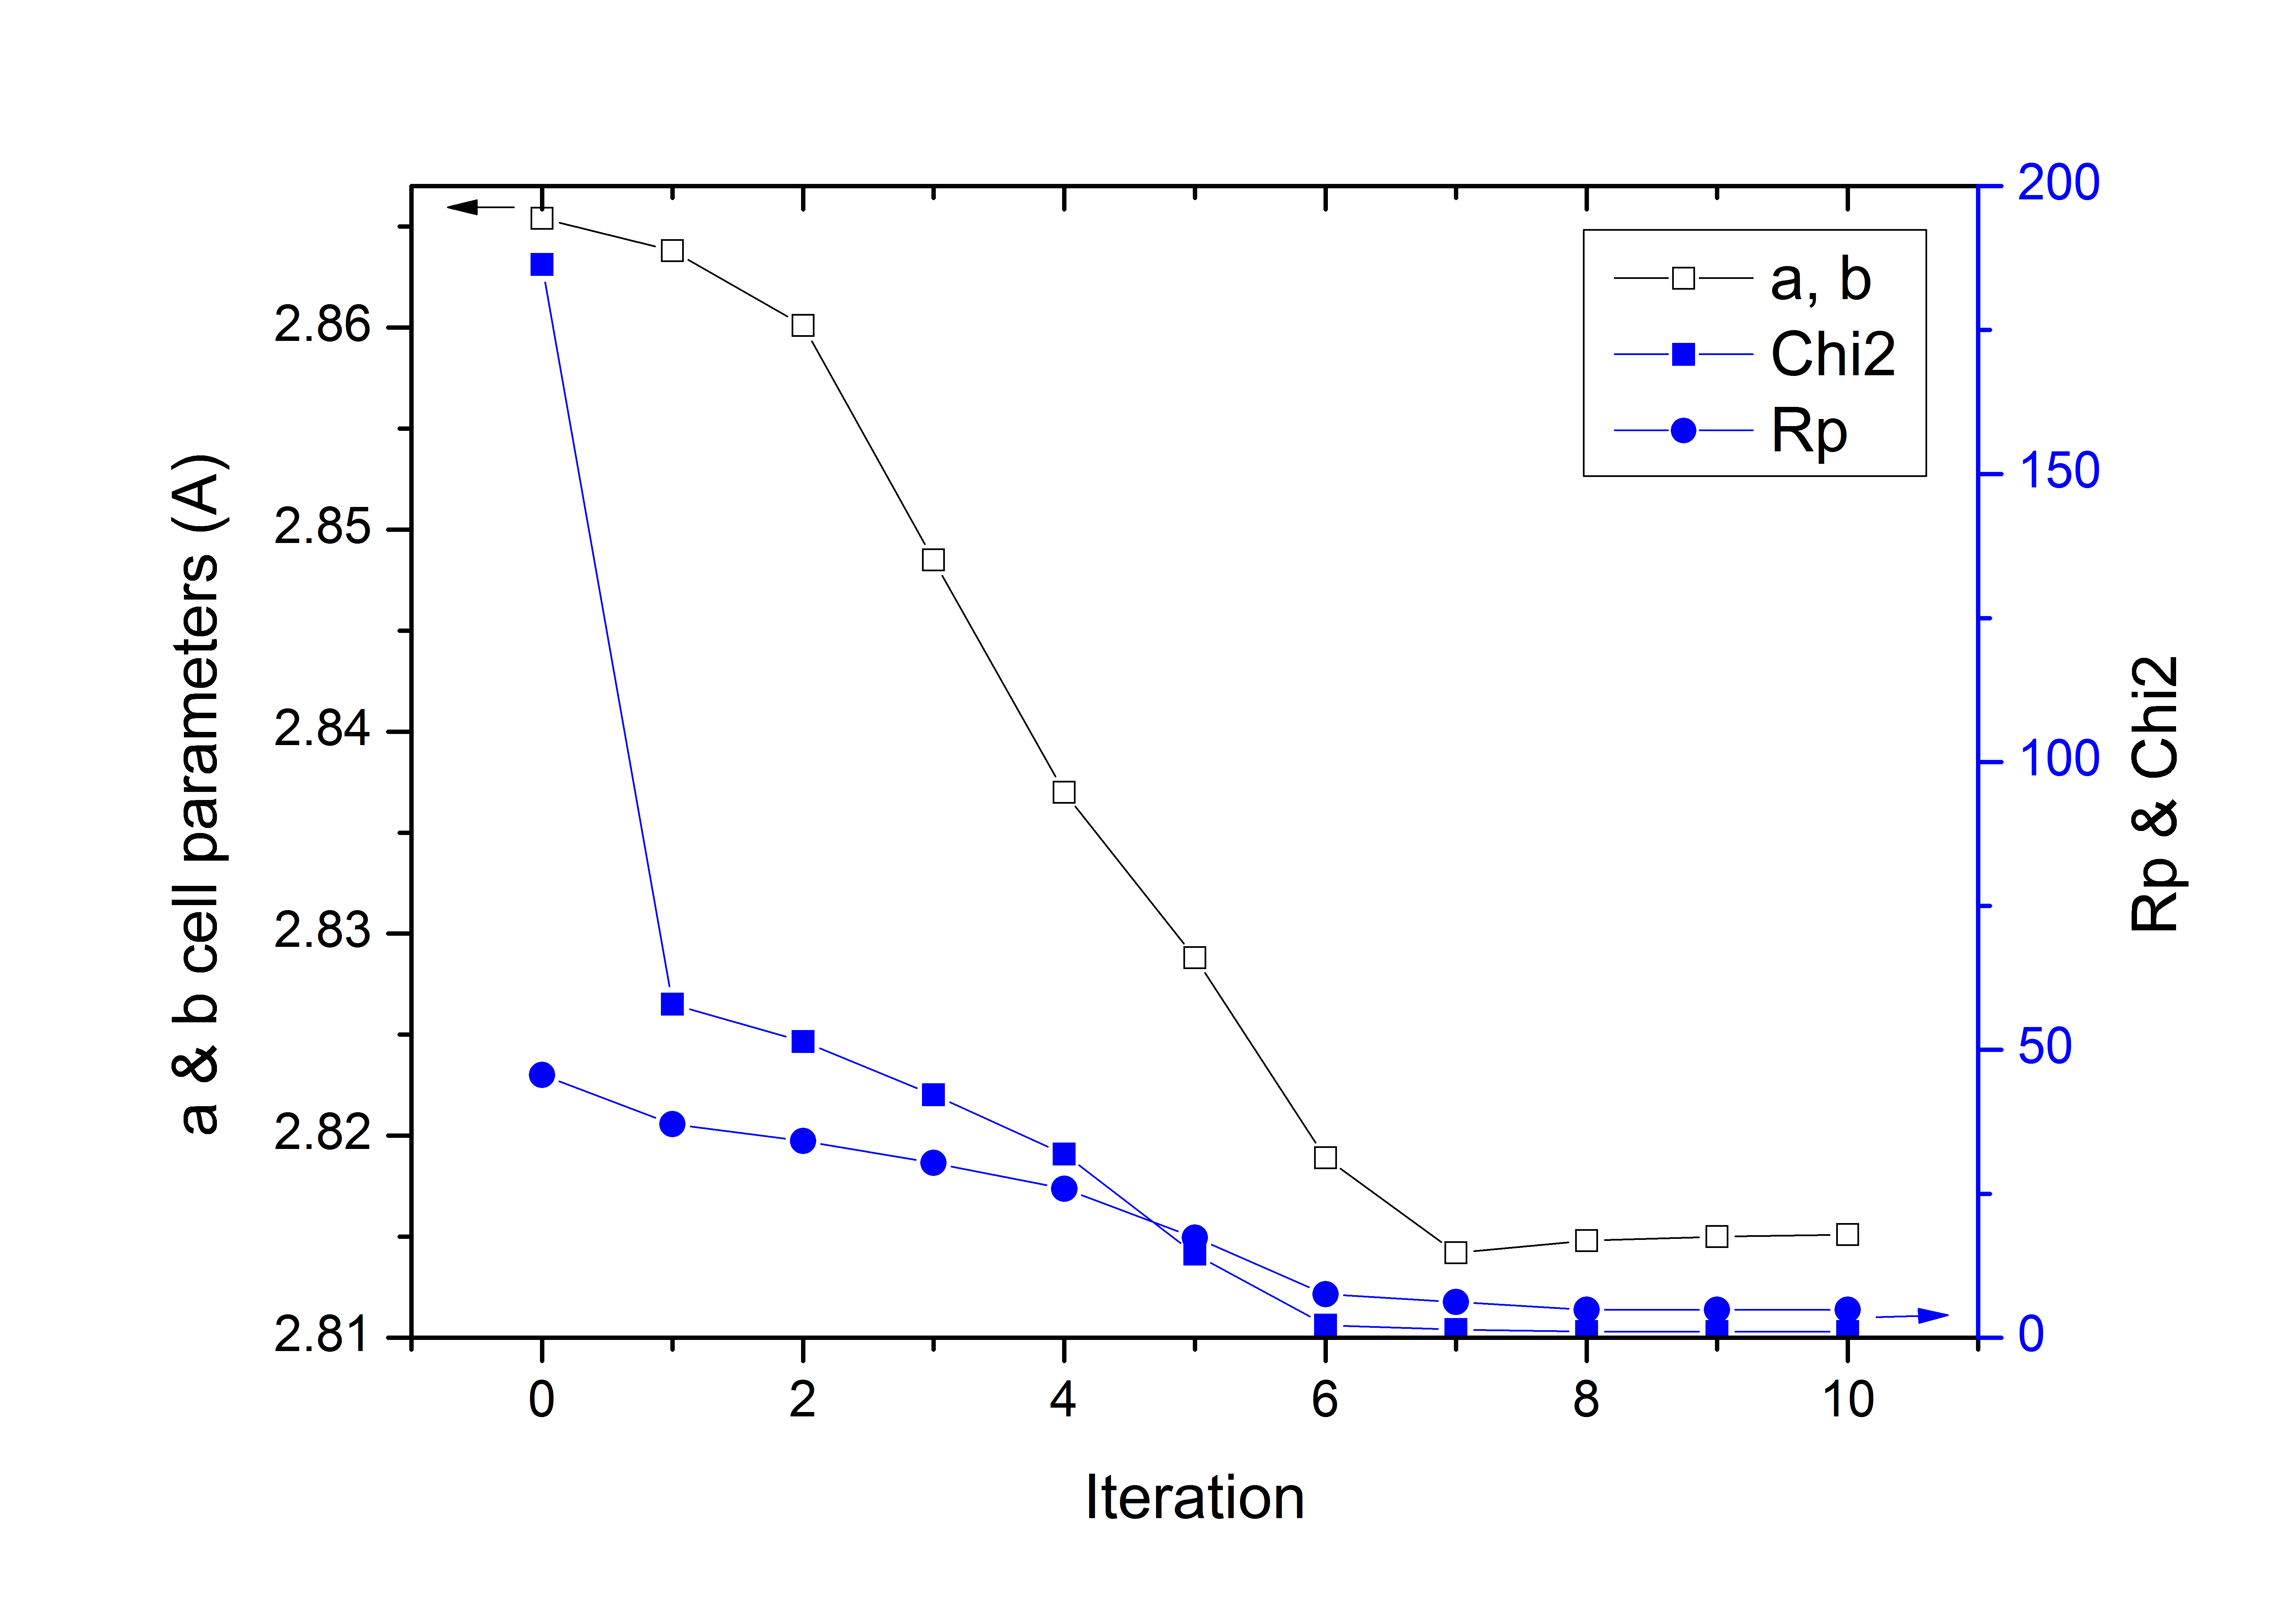 a, b
Chi2
Rp
a & b cell parameters (A)
2.86
2.85
2.84
2.83
2.82
2.81
200
150
100
50
0
Rp & Chi2
0 2 4 6 8 10
Iteration